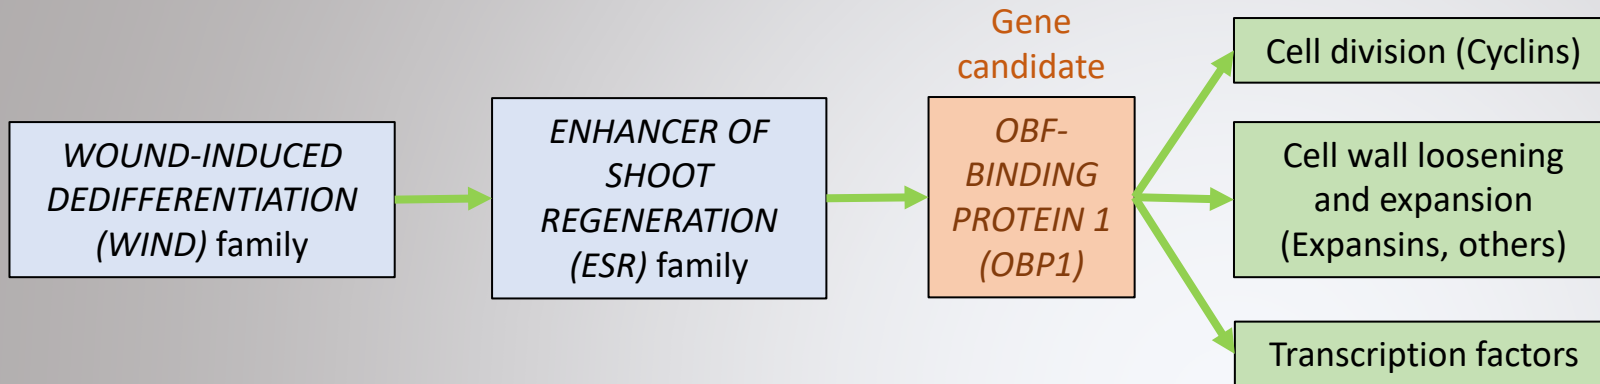 WOUND-INDUCED
DEDIFFERENTIATION
(WIND) family
ENHANCER OF
SHOOT
REGENERATION
(ESR) family
Gene
candidate
OBF-
BINDING
PROTEIN 1
(OBP1)
Cell division (Cyclins)
Cell wall loosening
and expansion
(Expansins, others)
Transcription factors